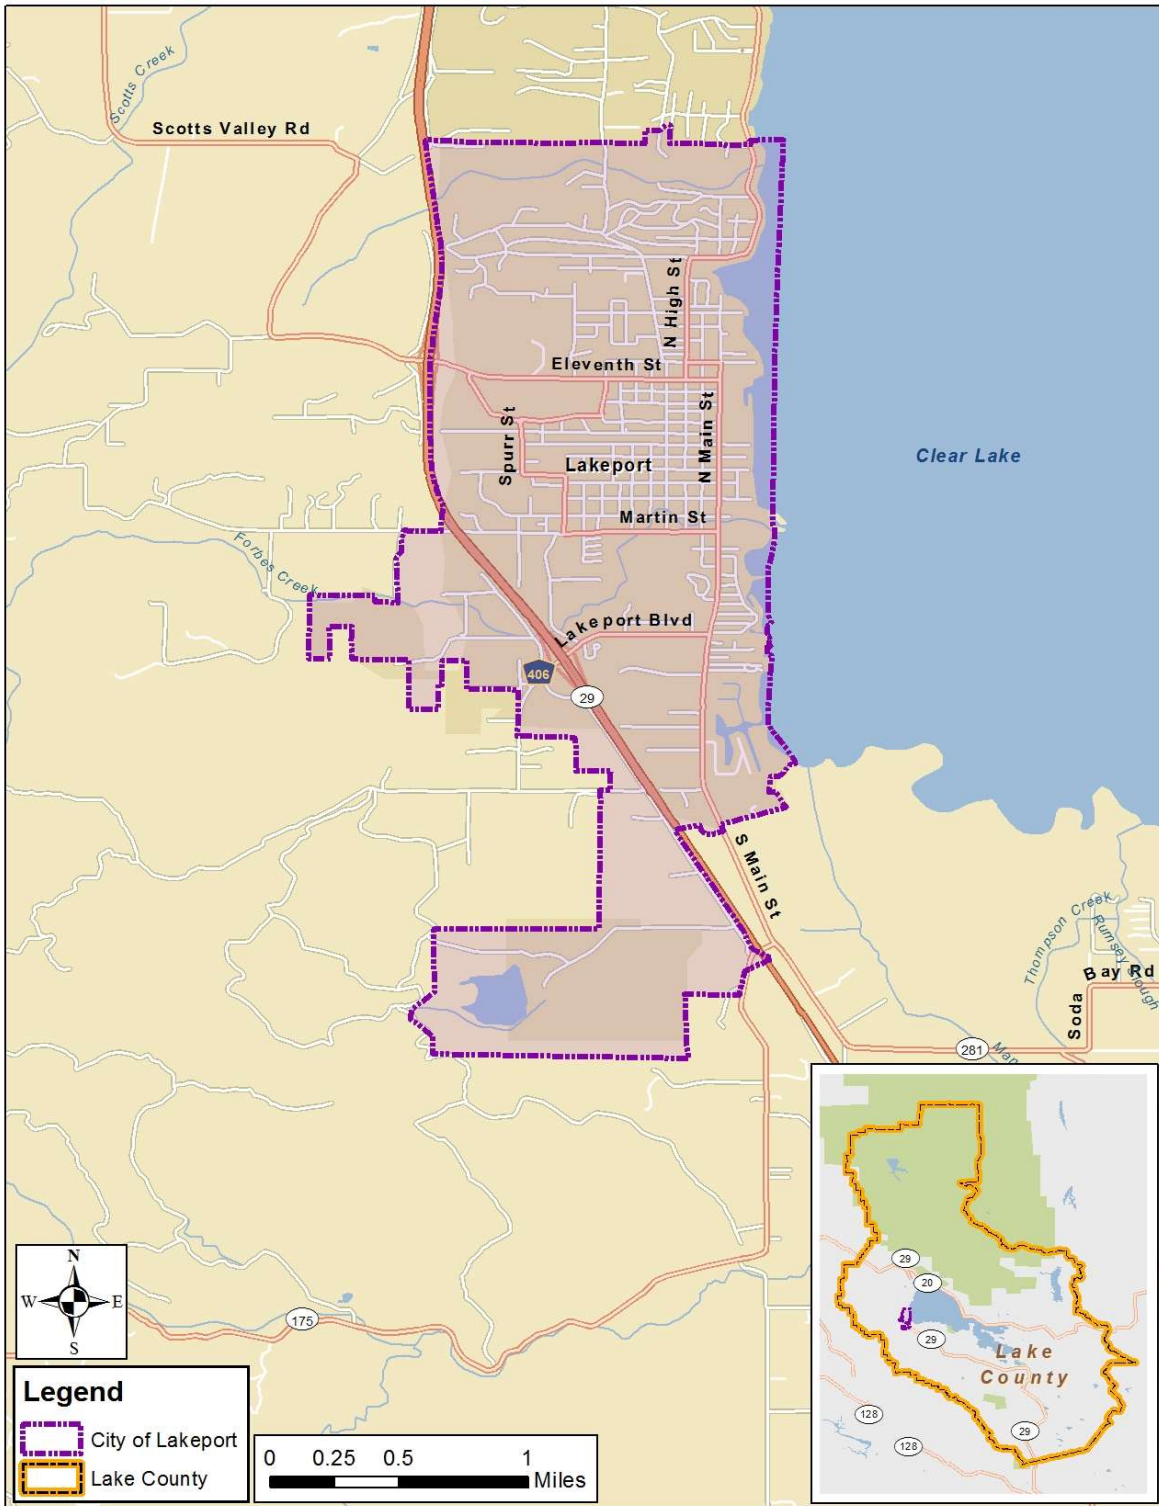 Scotts Creek
Scotts Valley Rd
N High St
Eleventh St
Spurr St
N Main St
Lakeport
Clear Lake
Martin St
Forbes Creek
Lakeport Blvd
406
29
S Main St
Thompson Creek
Rumsey Slough
Soda Bay Rd
281
Man
175
N
W E
S
Legend
City of Lakeport
Lake County
0 0.25 0.5 1
Miles
29
20
29
Lake
County
128
128
29